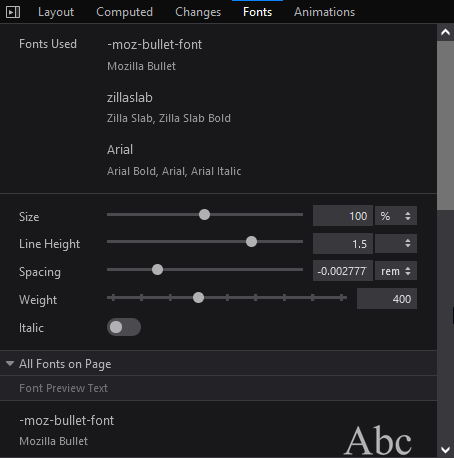 Layout Computed Changes Fonts Animations
Fonts Used
-moz-bullet-font
Mozilla Bullet
zillaslab
Zilla Slab, Zilla Slab Bold
Arial
Arial Bold, Arial, Arial Italic
Size 100 %
Line Height 1.5
Spacing -0.002777 rem
Weight 400
Italic
All Fonts on Page
Font Preview Text
-moz-bullet-font
Mozilla Bullet
Abc